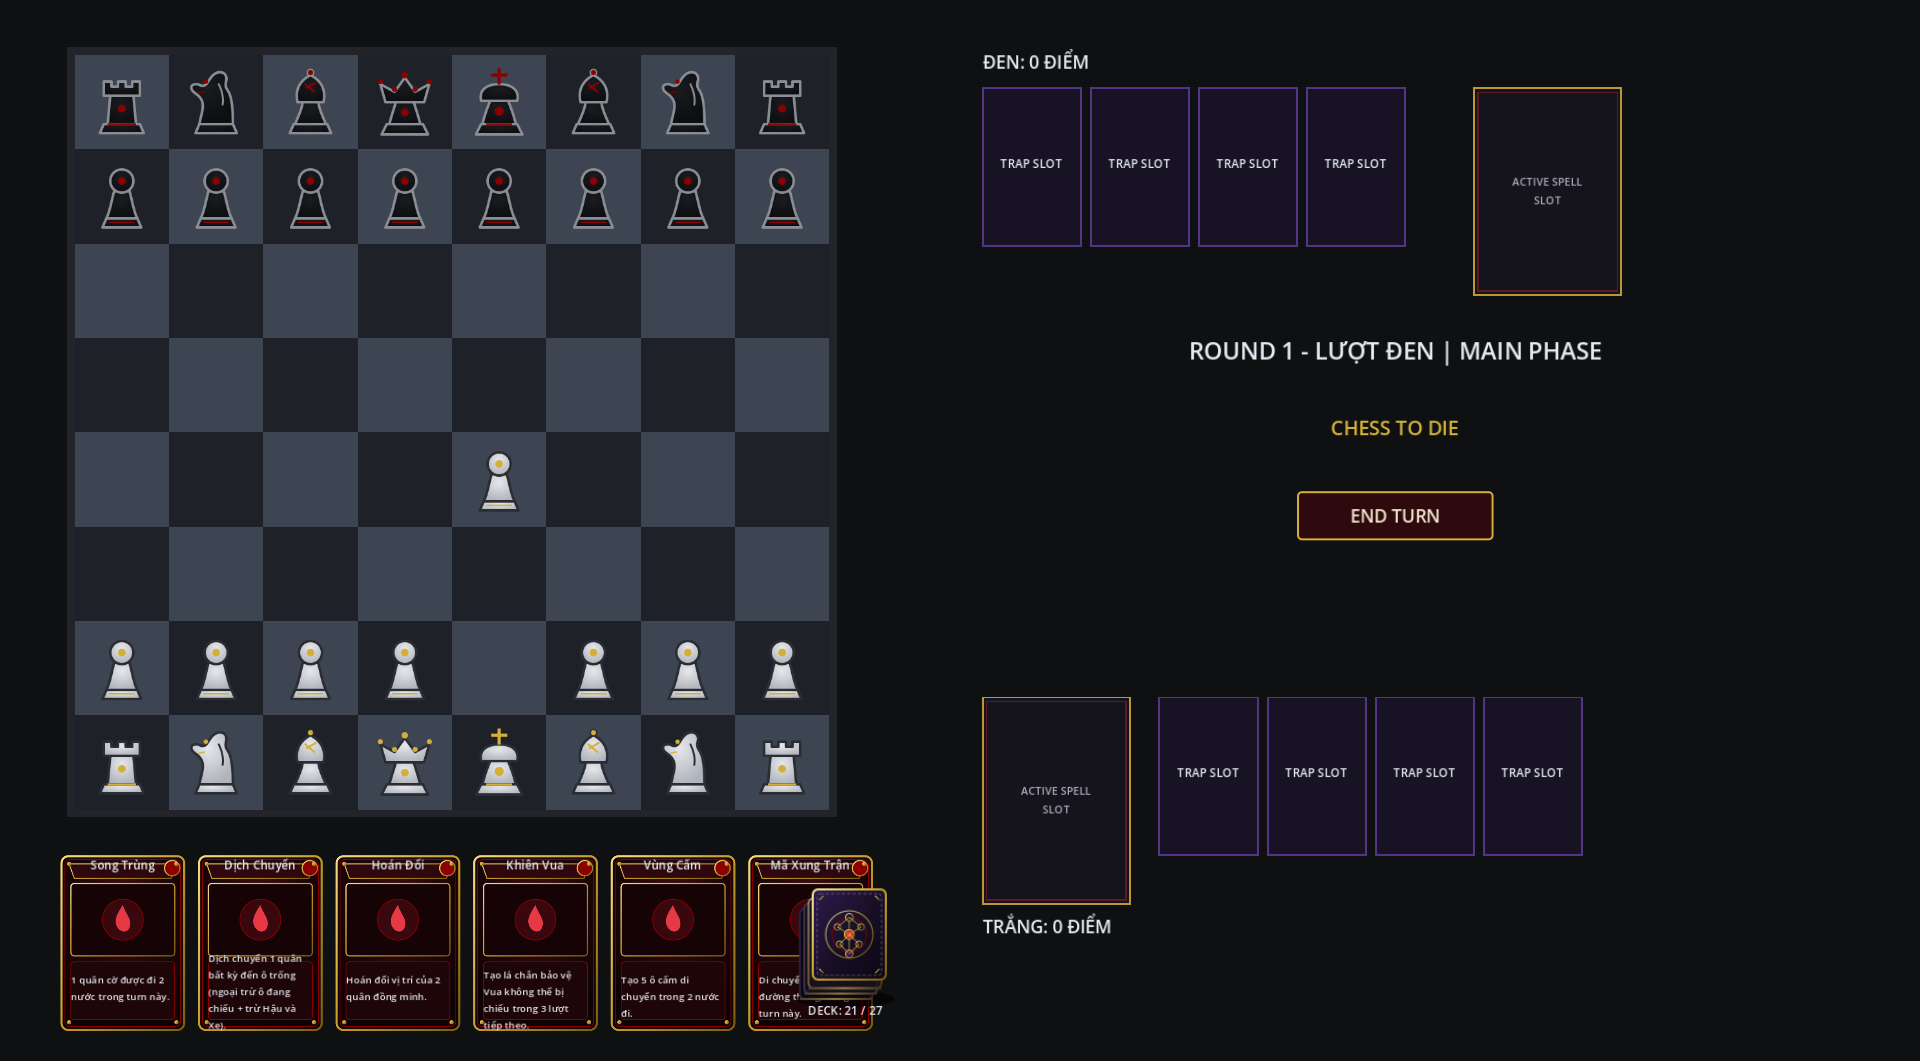 ĐEN: 0 ĐIỂM
TRAP SLOT
TRAP SLOT
TRAP SLOT
TRAP SLOT
ACTIVE SPELL
SLOT
ROUND 1 - LƯỢT ĐEN | MAIN PHASE
CHESS TO DIE
END TURN
ACTIVE SPELL
SLOT
TRAP SLOT
TRAP SLOT
TRAP SLOT
TRAP SLOT
TRẮNG: 0 ĐIỂM
Song Trùng
1 quân cờ được đi 2
nước trong turn này.
Dịch Chuyển
Dịch chuyển 1 quân
bất kỳ đến ô trống
(ngoại trừ ô đang
chiếu + trừ Hậu và
Xe).
Hoán Đổi
Hoán đổi vị trí của 2
quân đồng minh.
Khiên Vua
Tạo lá chắn bảo vệ
Vua không thể bị
chiếu trong 3 lượt
tiếp theo.
Vùng Cấm
Tạo 5 ô cấm di
chuyển trong 2 nước
đi.
Mã Xung Trận
Di
đường
turn này.
DECK: 21 / 27